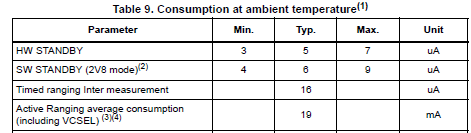 Table 9. Consumption at ambient temperature(1)
Parameter Min. Typ. Max. Unit
HW STANDBY 3 5 7 uA
SW STANDBY (2V8 mode)(2) 4 6 9 uA
Timed ranging Inter measurement 16 uA
Active Ranging average consumption
(including VCSEL) (3)(4) 19 mA